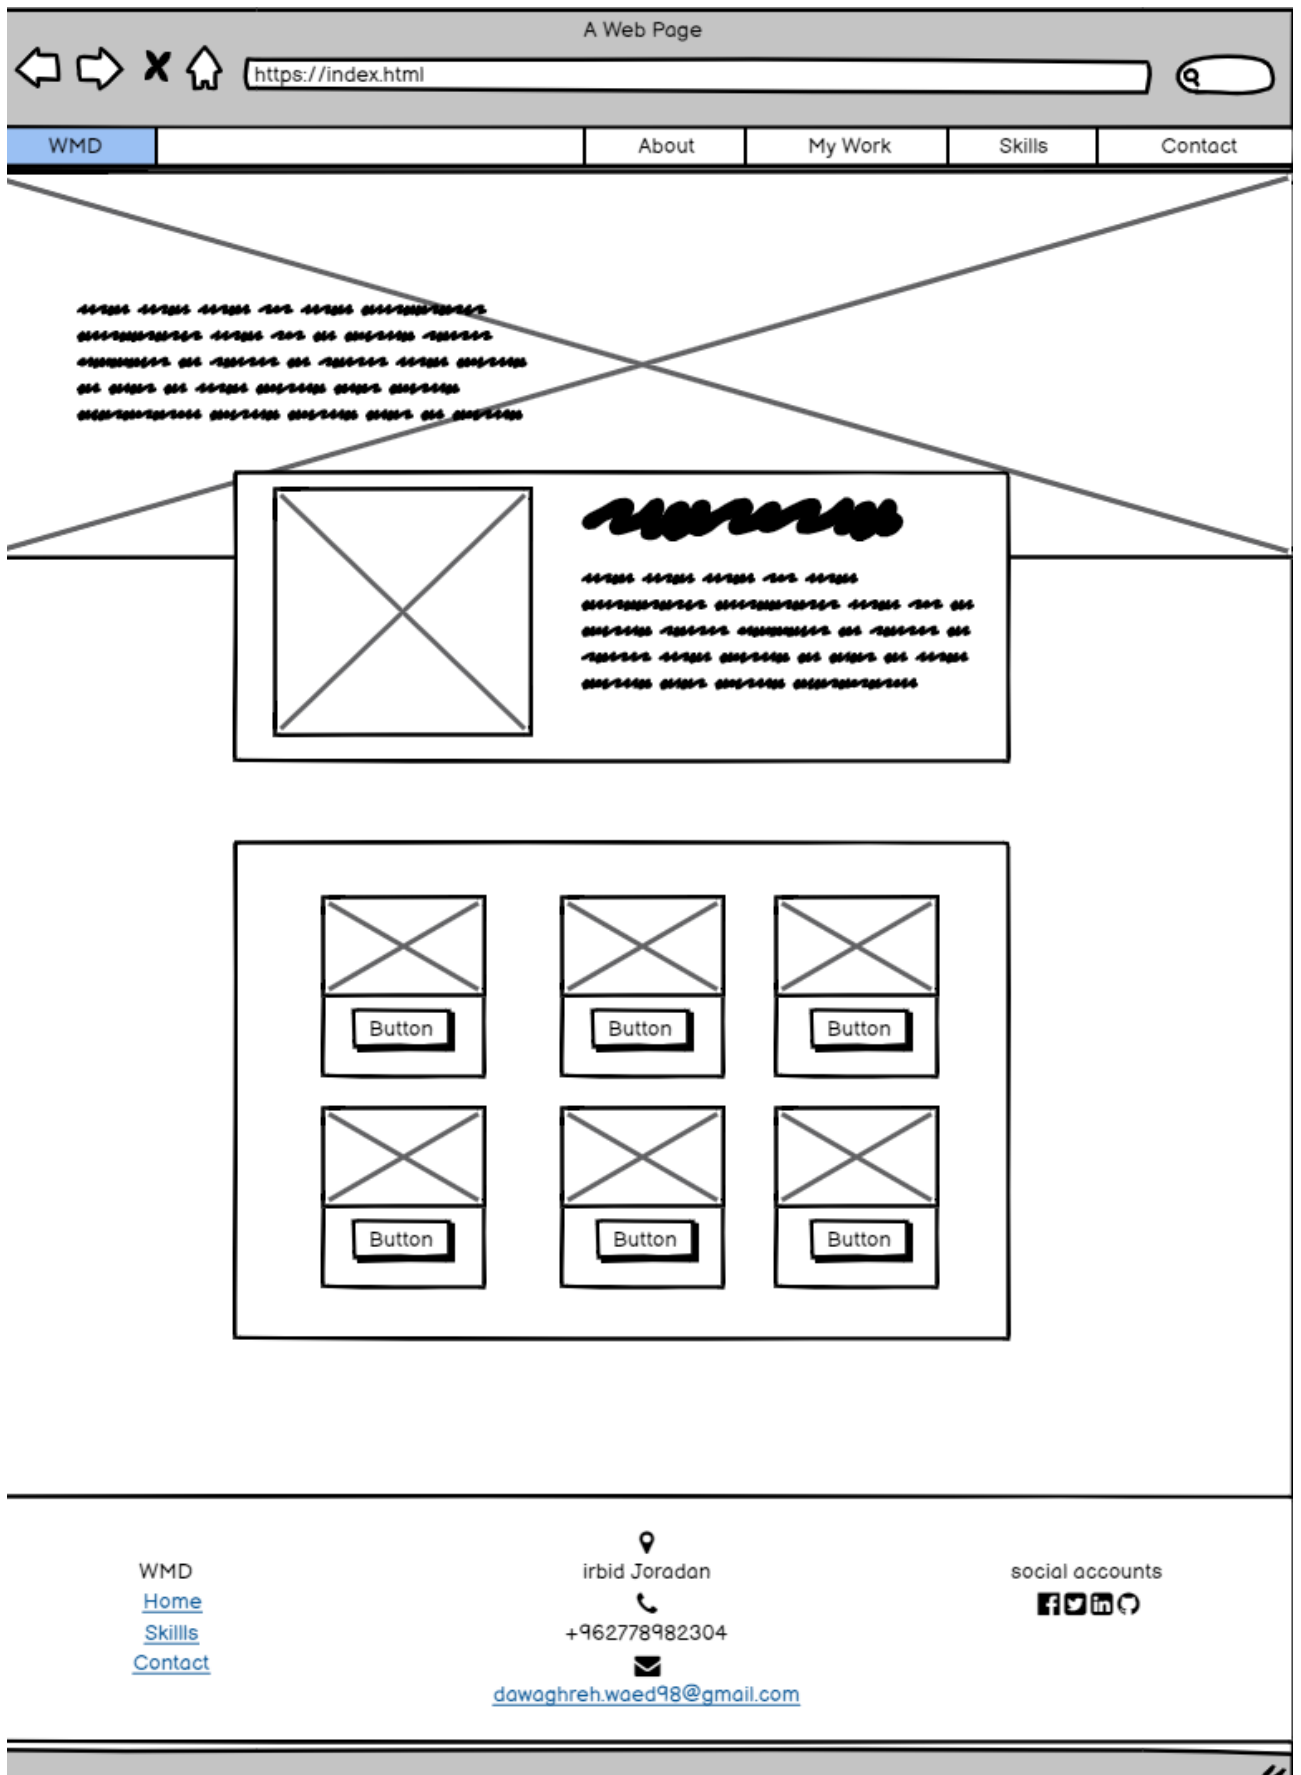 A Web Page
https://index.html
WMD
About
My Work
Skills
Contact
Button
Button
Button
Button
Button
Button
WMD
Home
Skillls
Contact
irbid Joradan
+962778982304
dawaghreh.waed98@gmail.com
social accounts